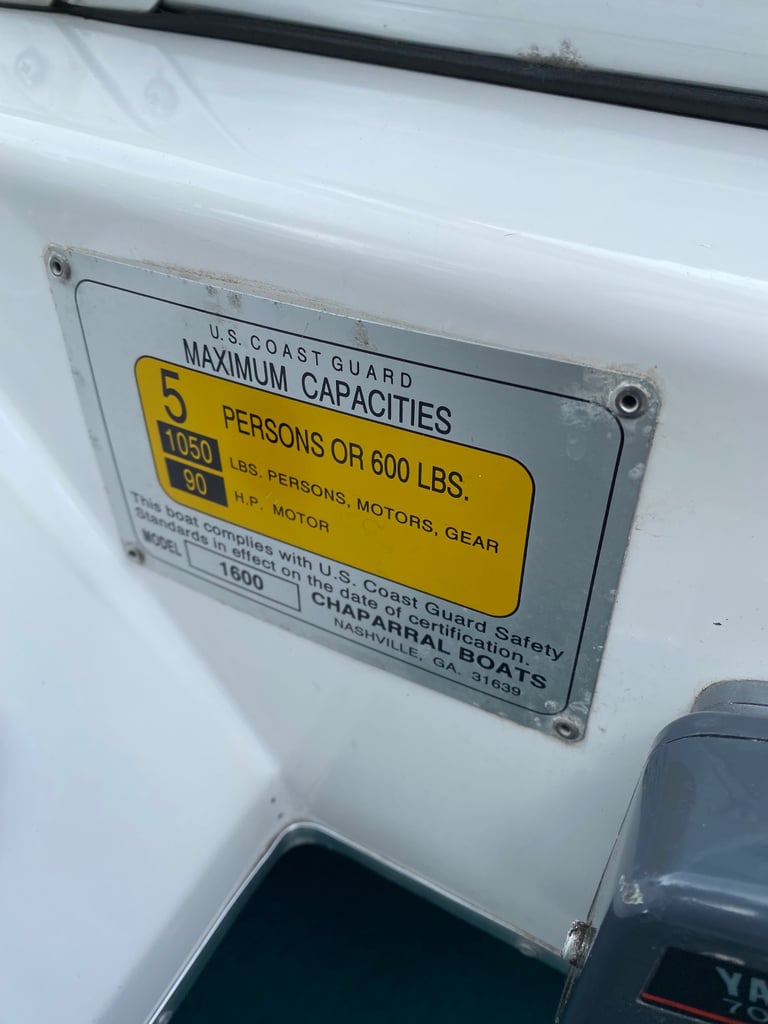 U.S. COAST GUARD
MAXIMUM CAPACITIES
5 PERSONS OR 600 LBS.
1050 LBS. PERSONS, MOTORS, GEAR
90 H.P. MOTOR
This boat complies with U.S. Coast Guard Safety
Standards in effect on the date of certification.
MODEL 1600 CHAPARRAL BOATS
NASHVILLE, GA. 31639
YA
70